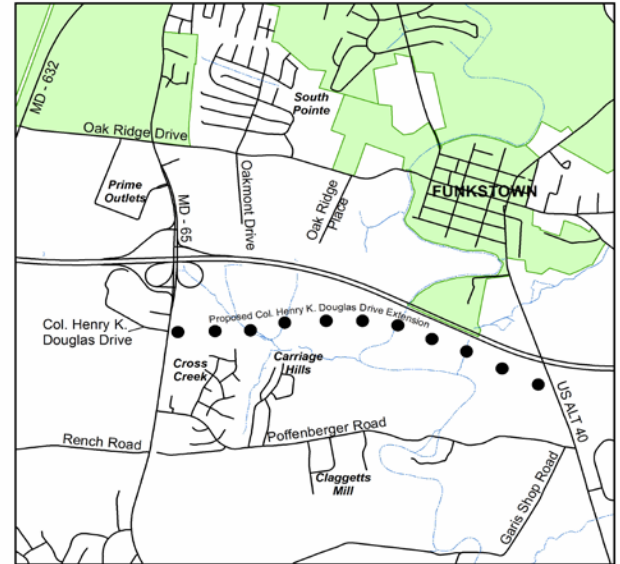 MD - 632
South
Pointe
Oak Ridge Drive
Prime
Outlets
MD - 65
Oakmont Drive
Oak Ridge
Place
FUNKSTOWN
Proposed Col. Henry K. Douglas Drive Extension
Col. Henry K.
Douglas Drive
Cross
Creek
Carriage
Hills
US ALT 40
Rench Road
Poffenberger Road
Claggetts
Mill
Garis Shop Road